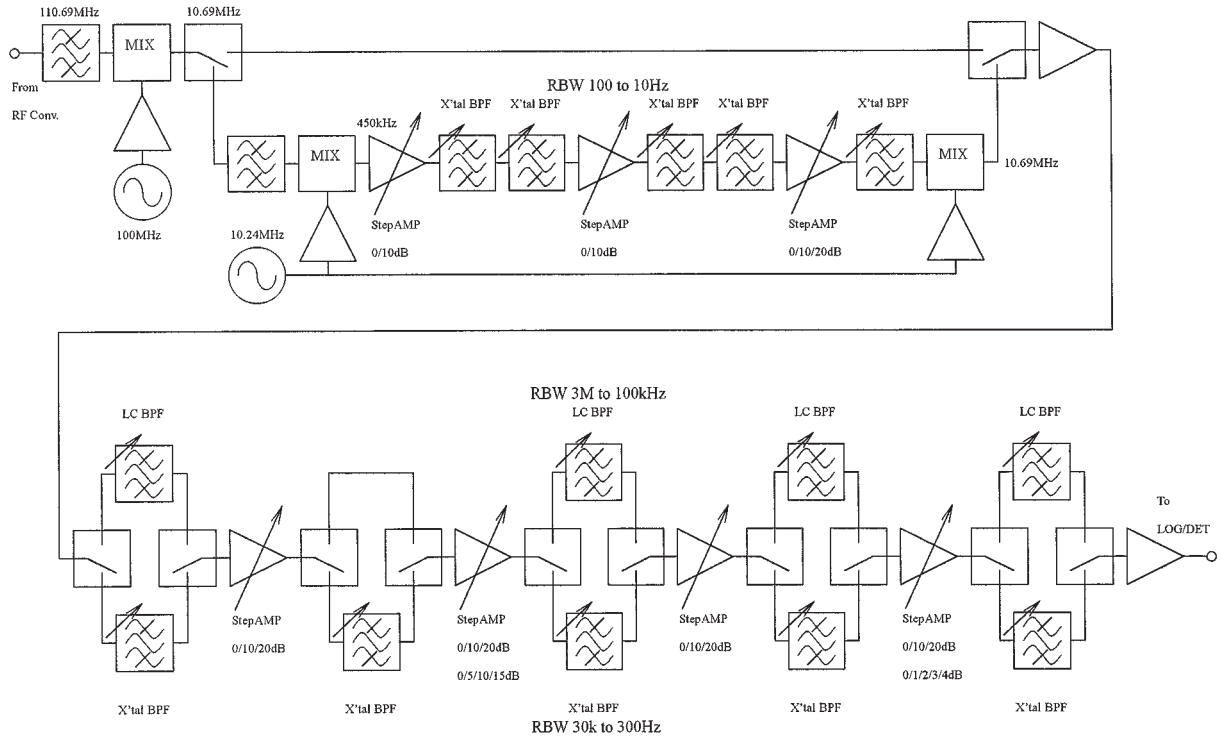 110.69MHz
10.69MHz
MIX
From
RF Conv.
RBW 100 to 10Hz
X'tal BPF
X'tal BPF
X'tal BPF
X'tal BPF
X'tal BPF
450kHz
MIX
MIX
10.69MHz
100MHz
10.24MHz
StepAMP
0/10dB
StepAMP
0/10dB
StepAMP
0/10/20dB
RBW 3M to 100kHz
LC BPF
LC BPF
LC BPF
LC BPF
To
LOG/DET
StepAMP
0/10/20dB
StepAMP
0/10/20dB
0/5/10/15dB
StepAMP
0/10/20dB
StepAMP
0/10/20dB
0/1/2/3/4dB
X'tal BPF
X'tal BPF
X'tal BPF
X'tal BPF
X'tal BPF
RBW 30k to 300Hz